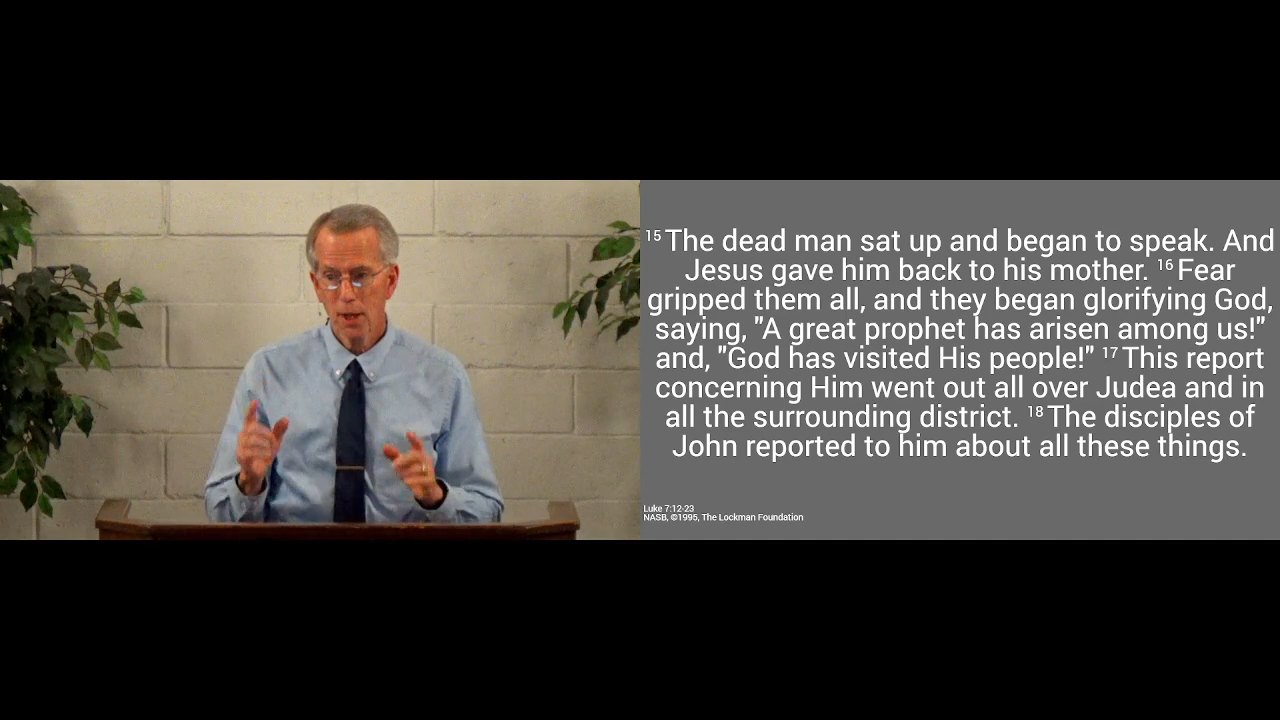 15 The dead man sat up and began to speak. And
Jesus gave him back to his mother. 16 Fear
gripped them all, and they began glorifying God,
saying, "A great prophet has arisen among us!"
and, "God has visited His people!" 17 This report
concerning Him went out all over Judea and in
all the surrounding district. 18 The disciples of
John reported to him about all these things.
Luke 7:12-23
NASB, ©1995, The Lockman Foundation